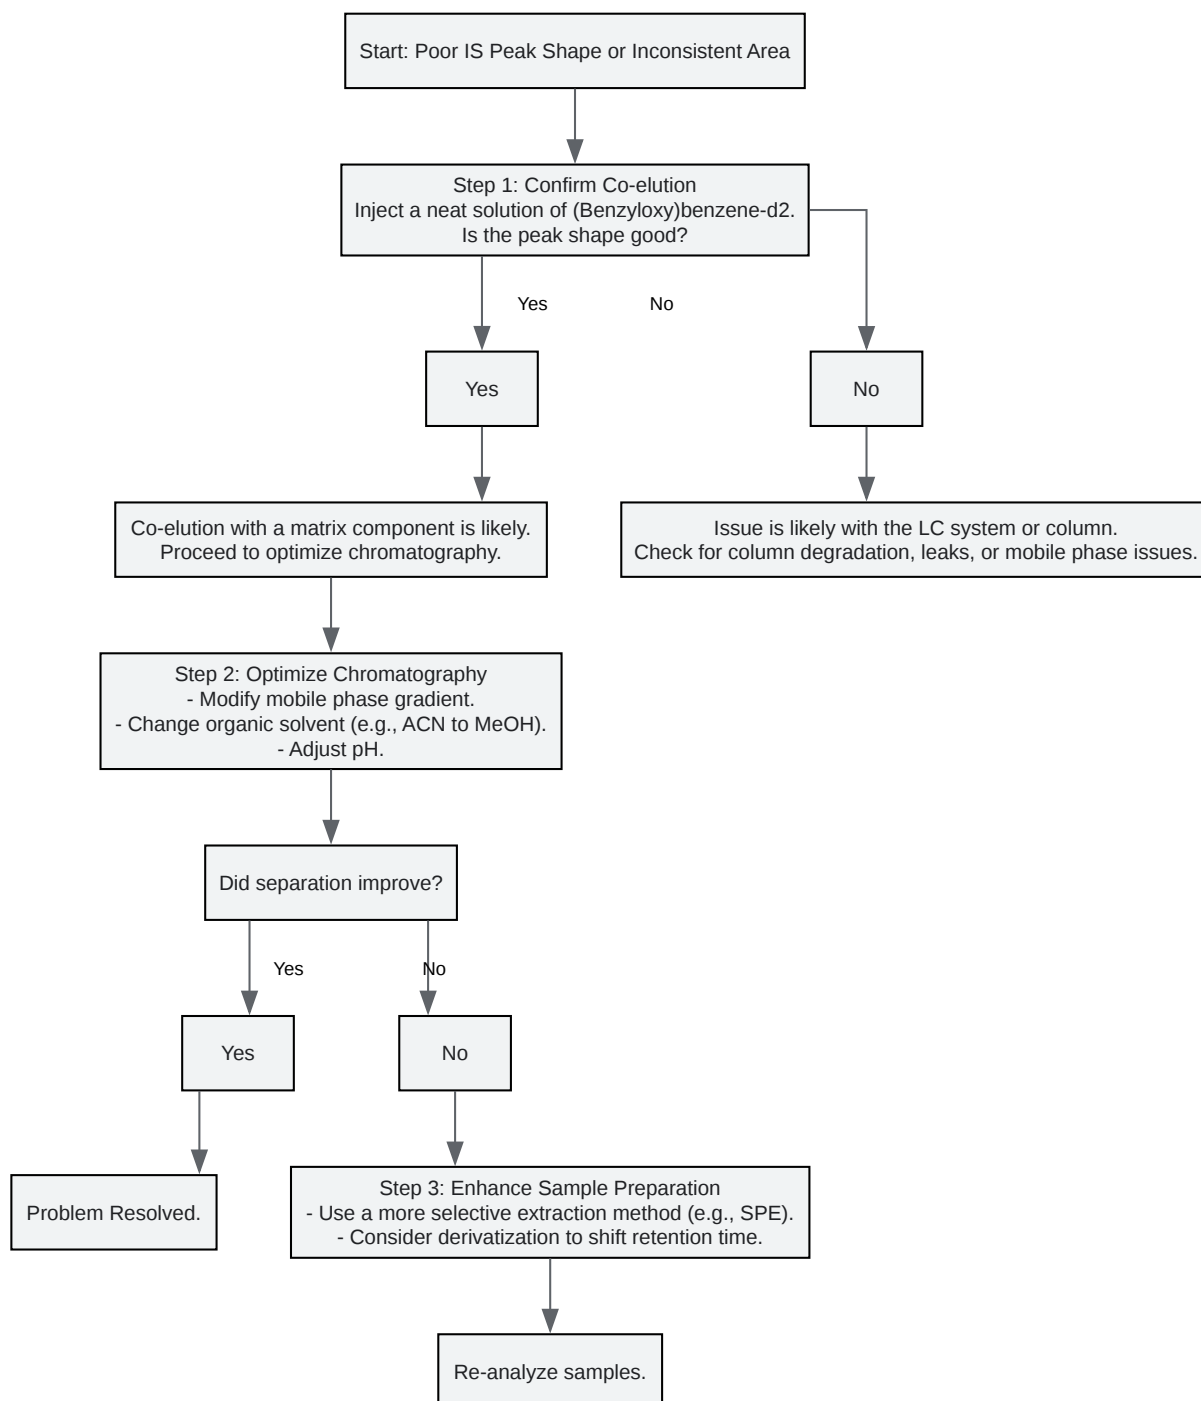 Start: Poor IS Peak Shape or Inconsistent Area
Step 1: Confirm Co-elution
Inject a neat solution of (Benzyloxy)benzene-d2.
Is the peak shape good?
Yes
No
Yes
No
Co-elution with a matrix component is likely.
Proceed to optimize chromatography.
Issue is likely with the LC system or column.
Check for column degradation, leaks, or mobile phase issues.
Step 2: Optimize Chromatography
- Modify mobile phase gradient.
- Change organic solvent (e.g., ACN to MeOH).
- Adjust pH.
Did separation improve?
Yes
No
Yes
No
Problem Resolved.
Step 3: Enhance Sample Preparation
- Use a more selective extraction method (e.g., SPE).
- Consider derivatization to shift retention time.
Re-analyze samples.